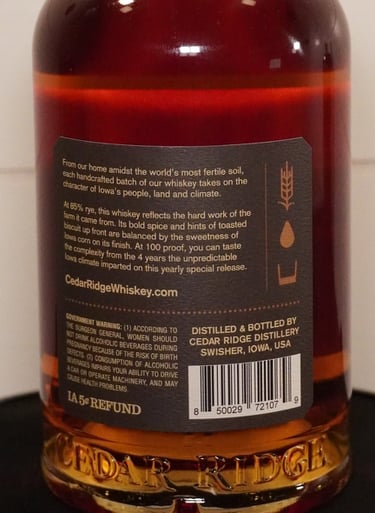 From our home amidst the world's most fertile soil,
each handcrafted batch of our whiskey takes on the
character of Iowa's people, land and climate.
At 85% rye, this whiskey reflects the hard work of the
farm it came from. Its bold spice and hints of toasted
biscuit up front are balanced by the sweetness of
Iowa corn on its finish. At 100 proof, you can taste
the complexity from the 4 years the unpredictable
Iowa climate imparted on this yearly special release.
CedarRidgeWhiskey.com
GOVERNMENT WARNING: (1) ACCORDING TO
THE SURGEON GENERAL, WOMEN SHOULD
NOT DRINK ALCOHOLIC BEVERAGES DURING
PREGNANCY BECAUSE OF THE RISK OF BIRTH
DEFECTS. (2) CONSUMPTION OF ALCOHOLIC
BEVERAGES IMPAIRS YOUR ABILITY TO DRIVE
A CAR OR OPERATE MACHINERY, AND MAY
CAUSE HEALTH PROBLEMS.
IA 5¢ REFUND
DISTILLED & BOTTLED BY
CEDAR RIDGE DISTILLERY
SWISHER, IOWA, USA
8 50029 72107 9
CEDAR RIDGE